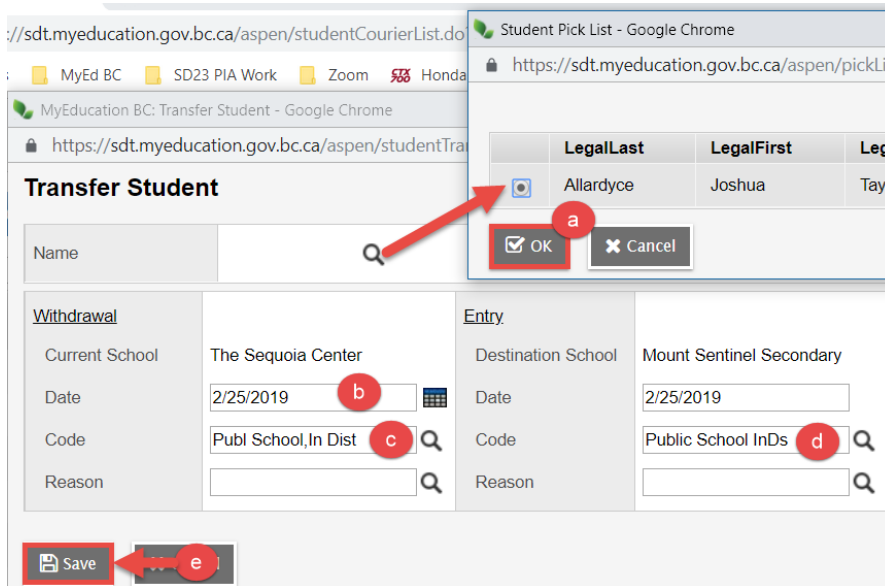 ://sdt.myeducation.gov.bc.ca/aspen/studentCourierList.do
MyEd BC SD23 PIA Work Zoom Honda
Student Pick List - Google Chrome
https://sdt.myeducation.gov.bc.ca/aspen/pickLi
LegalLast LegalFirst Leg
Allardyce Joshua Tay
a
OK Cancel
MyEducation BC: Transfer Student - Google Chrome
https://sdt.myeducation.gov.bc.ca/aspen/studentTra
Transfer Student
Name
Withdrawal Entry
Current School The Sequoia Center Destination School Mount Sentinel Secondary
Date 2/25/2019 b Date 2/25/2019
Code Publ School,In Dist c Code Public School InDs d
Reason Reason
Save e